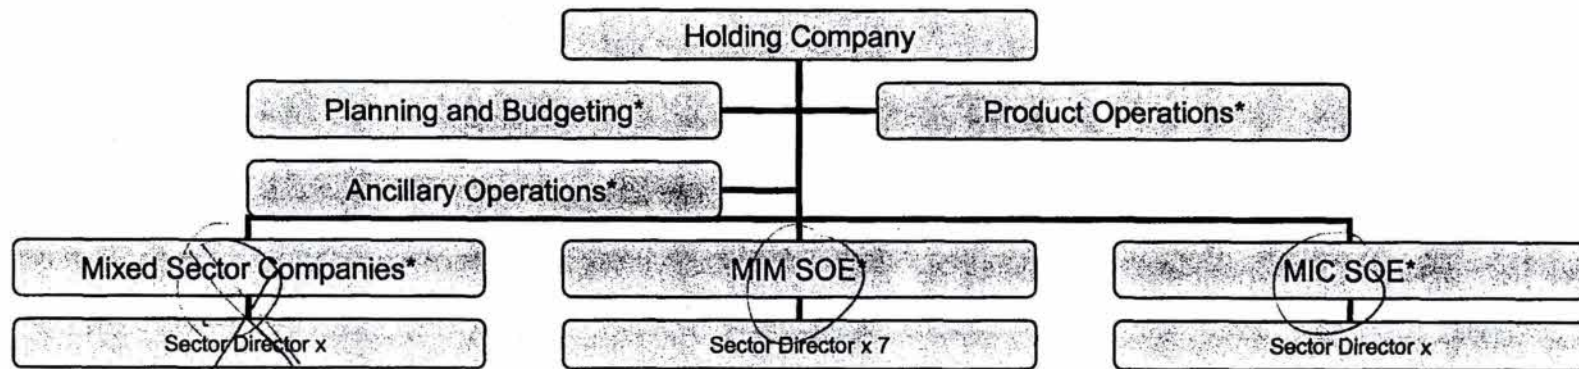 Holding Company
Planning and Budgeting*
Product Operations*
Ancillary Operations*
Mixed Sector Companies*
MIM SOE*
MIC SOE*
Sector Director x
Sector Director x 7
Sector Director x